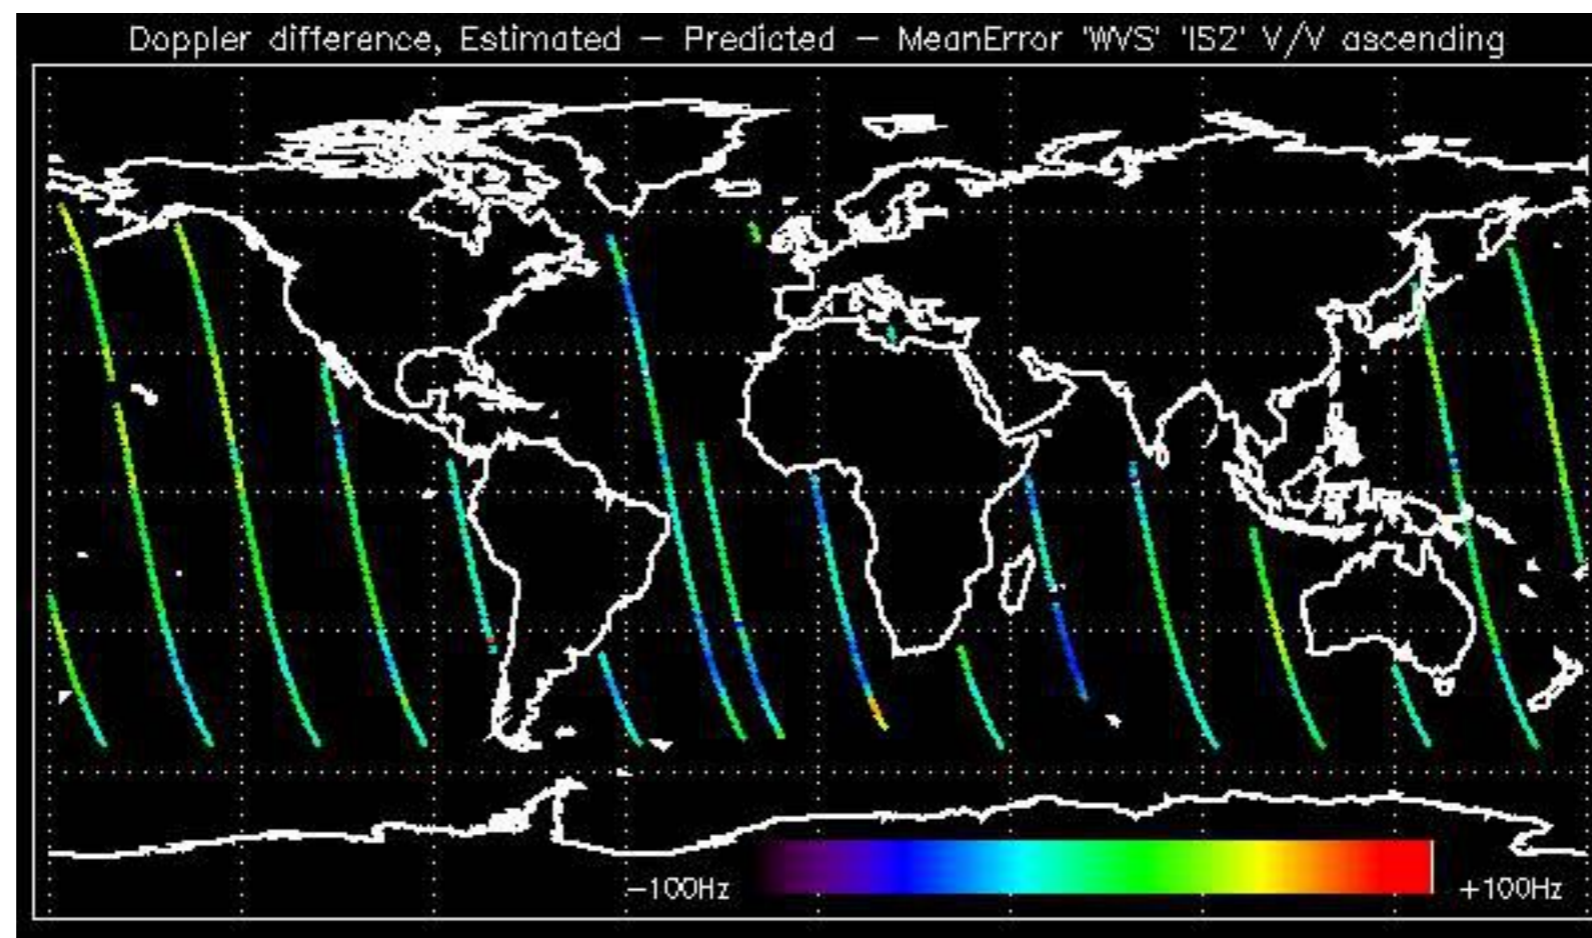 Doppler difference, Estimated − Predicted − MeanError 'WVS' 'IS2' V/V ascending
−100Hz
+100Hz